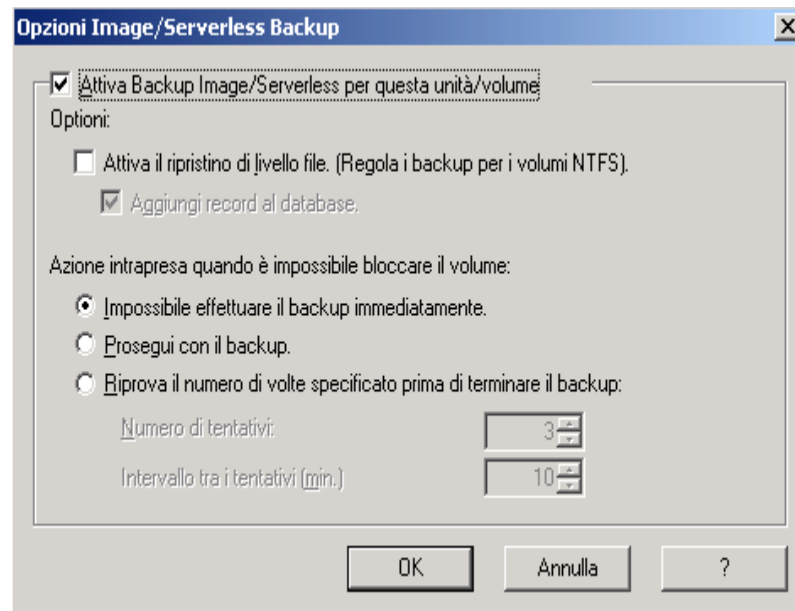 Opzioni Image/Serverless Backup
Attiva Backup Image/Serverless per questa unità/volume
Optioni:
Attiva il ripristino di livello file. (Regola i backup per i volumi NTFS).
Aggiungi record al database.
Azione intrapresa quando è impossibile bloccare il volume:
Impossibile effettuare il backup immediatamente.
Prosegui con il backup.
Riprova il numero di volte specificato prima di terminare il backup:
Numero di tentativi: 3
Intervallo tra i tentativi (min.) 10
OK Annulla ?